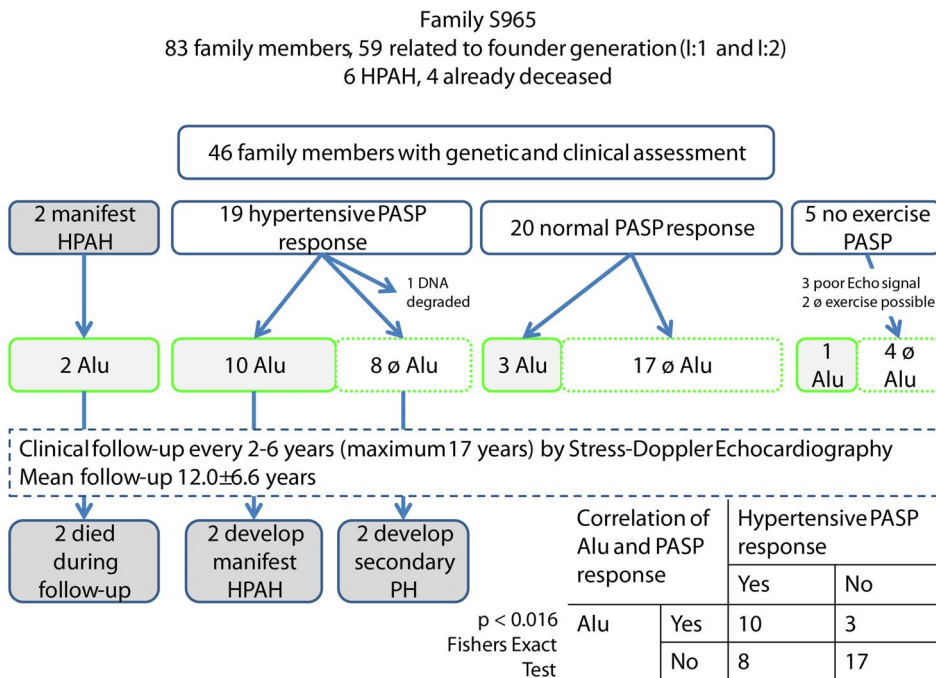 Family S965
83 family members, 59 related to founder generation (I:1 and I:2)
6 HPAH, 4 already deceased
46 family members with genetic and clinical assessment
2 manifest
HPAH
19 hypertensive PASP
response
20 normal PASP response
5 no exercise
PASP
1 DNA
degraded
3 poor Echo signal
2 ø exercise possible
2 Alu
10 Alu
8 ø Alu
3 Alu
17 ø Alu
1
Alu
4 ø
Alu
Clinical follow-up every 2-6 years (maximum 17 years) by Stress-Doppler Echocardiography
Mean follow-up 12.0±6.6 years
2 died
during
follow-up
2 develop
manifest
HPAH
2 develop
secondary
PH
p < 0.016
Fishers Exact
Test
Correlation of
Alu and PASP
response
Hypertensive PASP
response
Yes
No
Alu
Yes
10
3
No
8
17